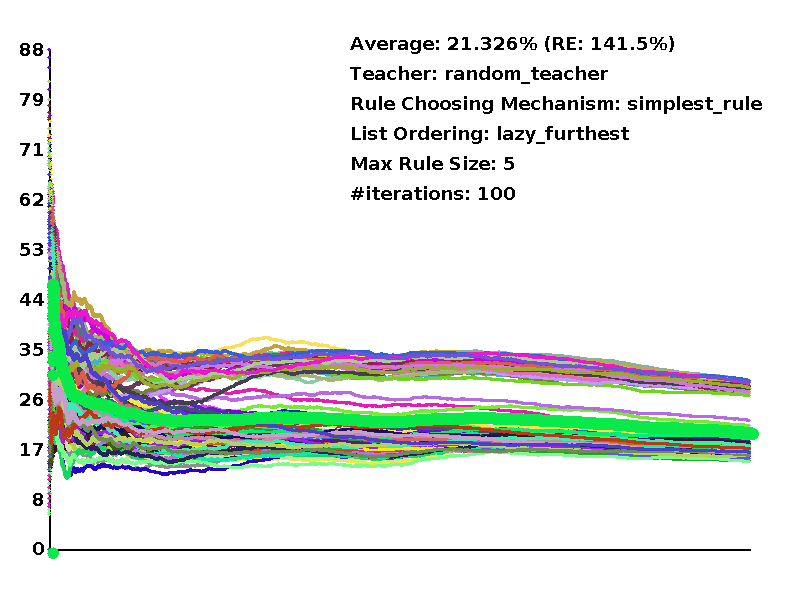 Average: 21.326% (RE: 141.5%)
Teacher: random_teacher
Rule Choosing Mechanism: simplest_rule
List Ordering: lazy_furthest
Max Rule Size: 5
#iterations: 100
88
79
71
62
53
44
35
26
17
8
0